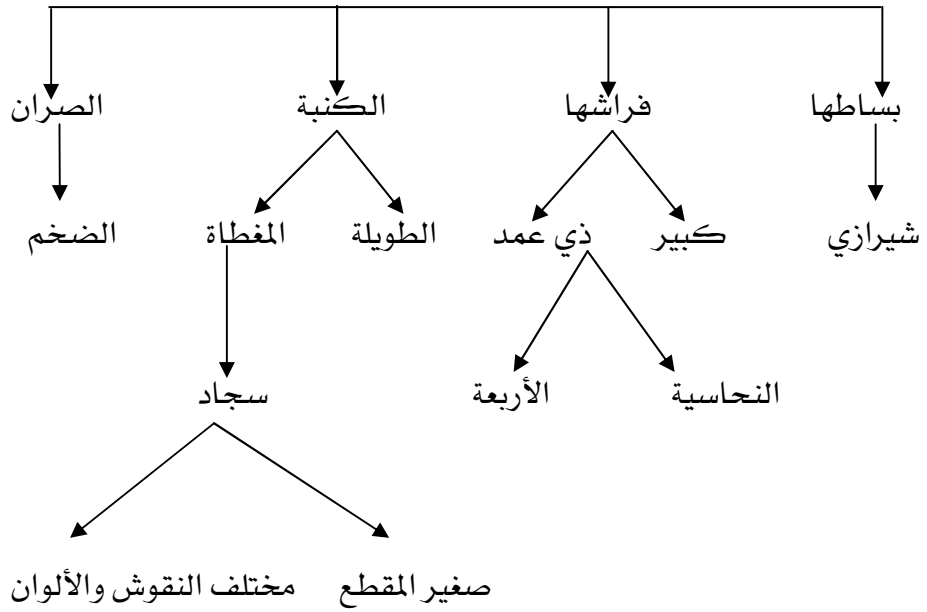 بساطها فراشها الكنبة الصران
شيرازي كبير ذي عمد الطويلة المغطاة الضخم
النحاسية الأربعة سجاد
صغير المقطع مختلف النقوش والألوان